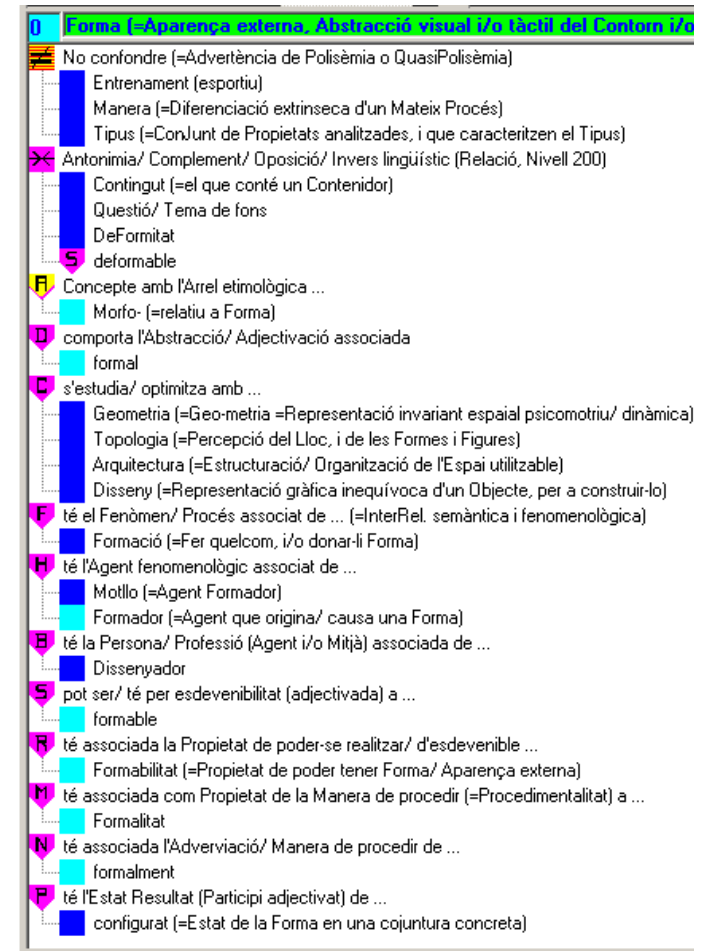 0 Forma (=Aparença externa, Abstracció visual i/o tàctil del Contorn i/o
No confondre (=Advertència de Polisèmia o QuasiPolisèmia)
Entrenament (esportiu)
Manera (=Diferenciació extrinseca d'un Mateix Procés)
Tipus (=ConJunt de Propietats analitzades, i que caracteritzen el Tipus)
Antonimia/ Complement/ Oposició/ Invers lingüístic (Relació, Nivell 200)
Contingut (=el que conté un Contenidor)
Questió/ Tema de fons
DeFormitat
S deformable
A Concepte amb l'Arrel etimològica ...
Morfo- (=relatiu a Forma)
D comporta l'Abstracció/ Adjectivació associada
formal
C s'estudia/ optimitza amb ...
Geometria (=Geo-metria =Representació invariant espaial psicomotriu/ dinàmica)
Topologia (=Percepció del Lloc, i de les Formes i Figures)
Arquitectura (=Estructuració/ Organització de l'Espai utilitzable)
Disseny (=Representació gràfica inequívoca d'un Objecte, per a construir-lo)
F té el Fenòmen/ Procés associat de ... (=InterRel. semàntica i fenomenològica)
Formació (=Fer quelcom, i/o donar-li Forma)
H té l'Agent fenomenològic associat de ...
Motllo (=Agent Formador)
Formador (=Agent que origina/ causa una Forma)
B té la Persona/ Professió (Agent i/o Mitjà) associada de ...
Dissenyador
S pot ser/ té per esdevenibilitat (adjectivada) a ...
formable
R té associada la Propietat de poder-se realitzar/ d'esdevenible ...
Formabilitat (=Propietat de poder tener Forma/ Aparença externa)
M té associada com Propietat de la Manera de procedir (=Procedimentalitat) a ...
Formalitat
N té associada l'Adverviació/ Manera de procedir de ...
formalment
P té l'Estat Resultat (Participi adjectivat) de ...
configurat (=Estat de la Forma en una cojuntura concreta)